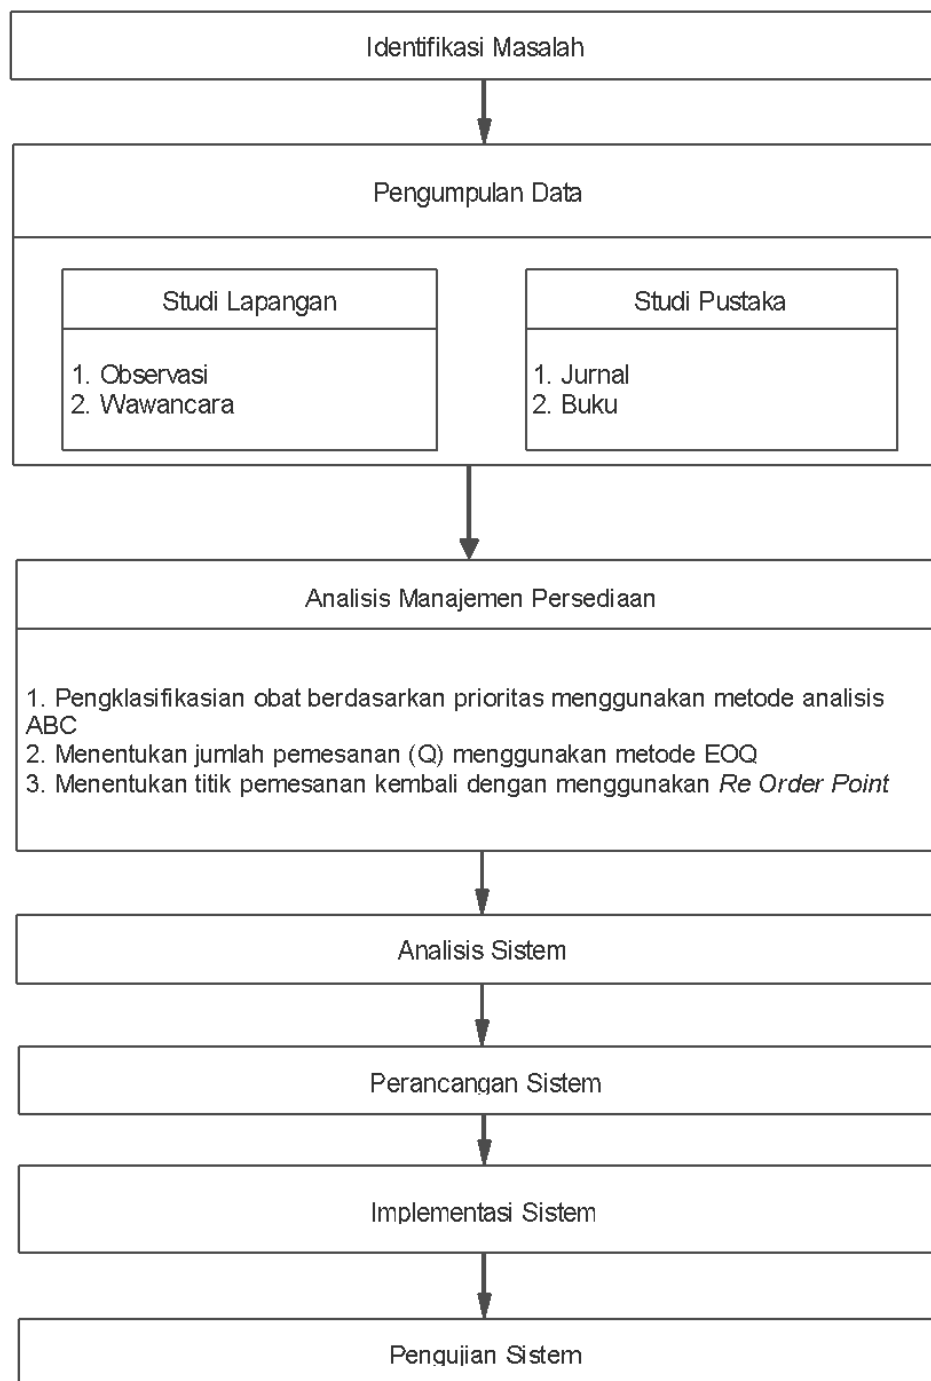 Identifikasi Masalah
Pengumpulan Data
Studi Lapangan
1. Observasi
2. Wawancara
Studi Pustaka
1. Jurnal
2. Buku
Analisis Manajemen Persediaan
1. Pengklasifikasian obat berdasarkan prioritas menggunakan metode analisis
ABC
2. Menentukan jumlah pemesanan (Q) menggunakan metode EOQ
3. Menentukan titik pemesanan kembali dengan menggunakan Re Order Point
Analisis Sistem
Perancangan Sistem
Implementasi Sistem
Pengujian Sistem